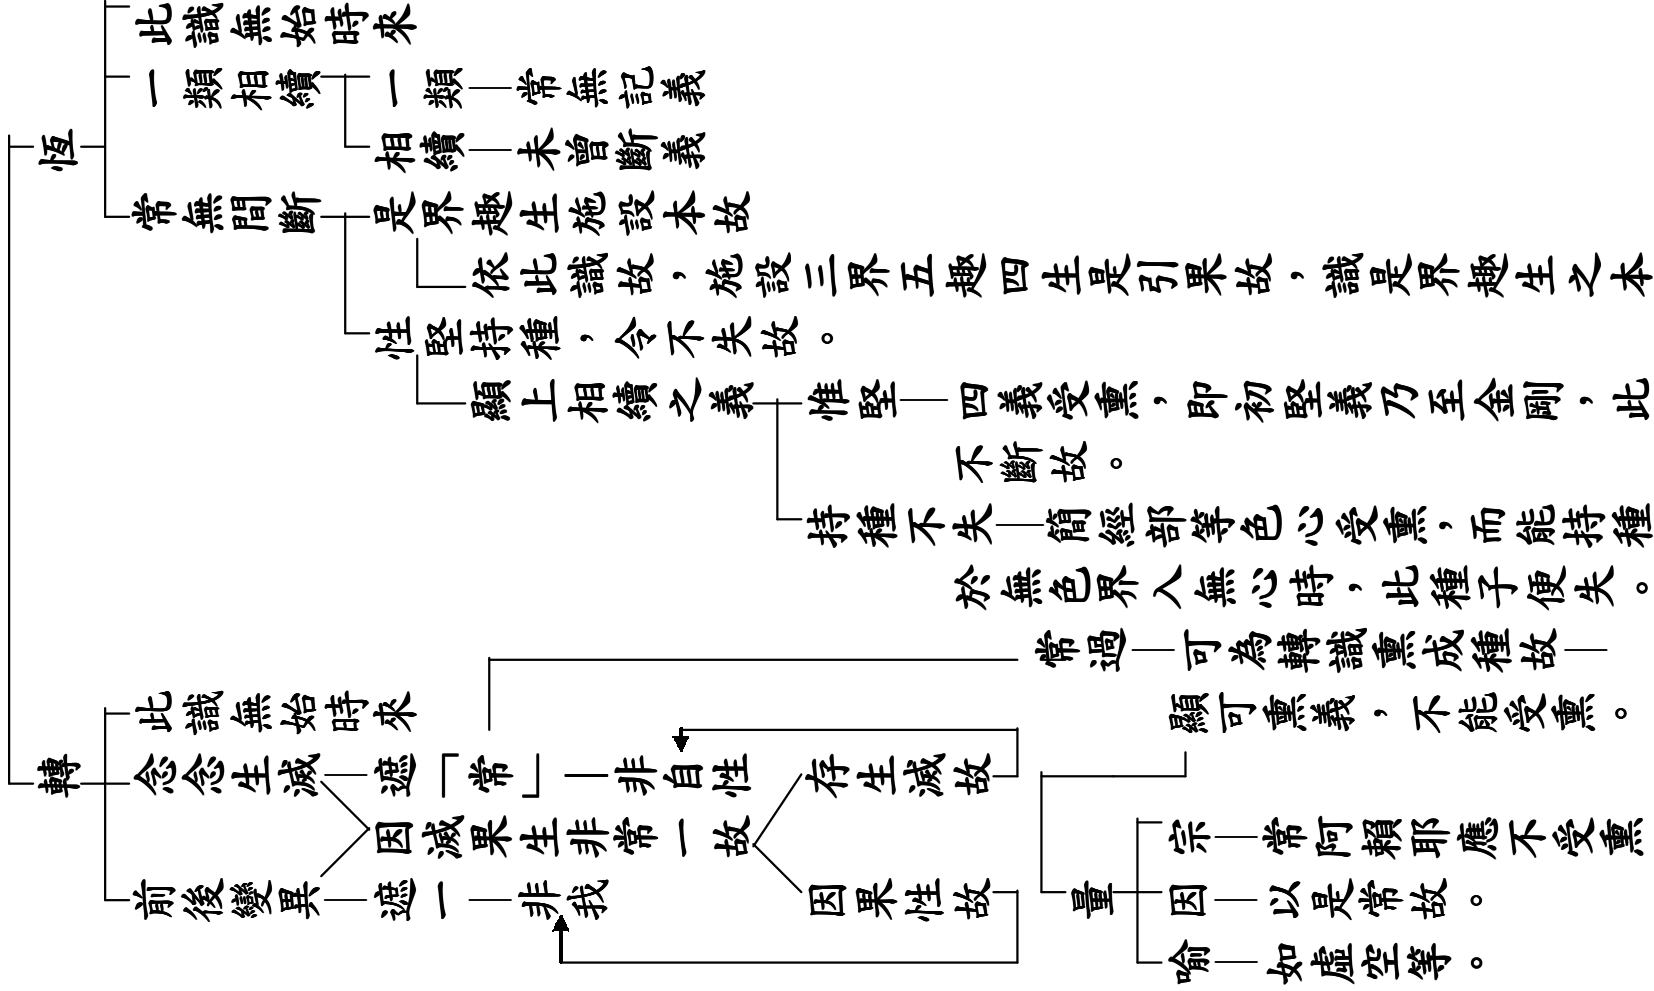 恆
此識無始時來
一類相續
一類
常無記義
相續
未曾斷義
常無間斷
是界趣生施設本故
依此識故，施設三界五趣四生是引果故，識是界趣生之本
性堅持種，令不失故。
顯上相續之義
惟堅
四義受熏，即初堅義乃至金剛，此
不斷故。
持種不失
簡經部等色心受熏，而能持種
於無色界入無心時，此種子便失。
轉
此識無始時來
念念生滅
遮「常」
非自性
存生滅故
常過
可為轉識熏成種故
顯可熏義，不能受熏。
因滅果生非常一故
前後變異
遮一
非我
因果性故
量
宗
常阿賴耶應不受熏
因
以是常故。
喻
如虛空等。